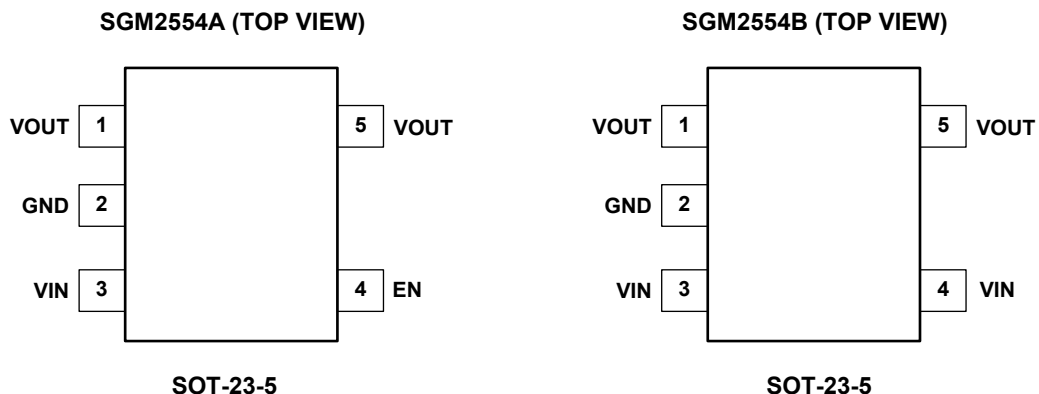 SGM2554A (TOP VIEW)
VOUT 1
5 VOUT
GND 2
VIN 3
4 EN
SOT-23-5
SGM2554B (TOP VIEW)
VOUT 1
5 VOUT
GND 2
VIN 3
4 VIN
SOT-23-5